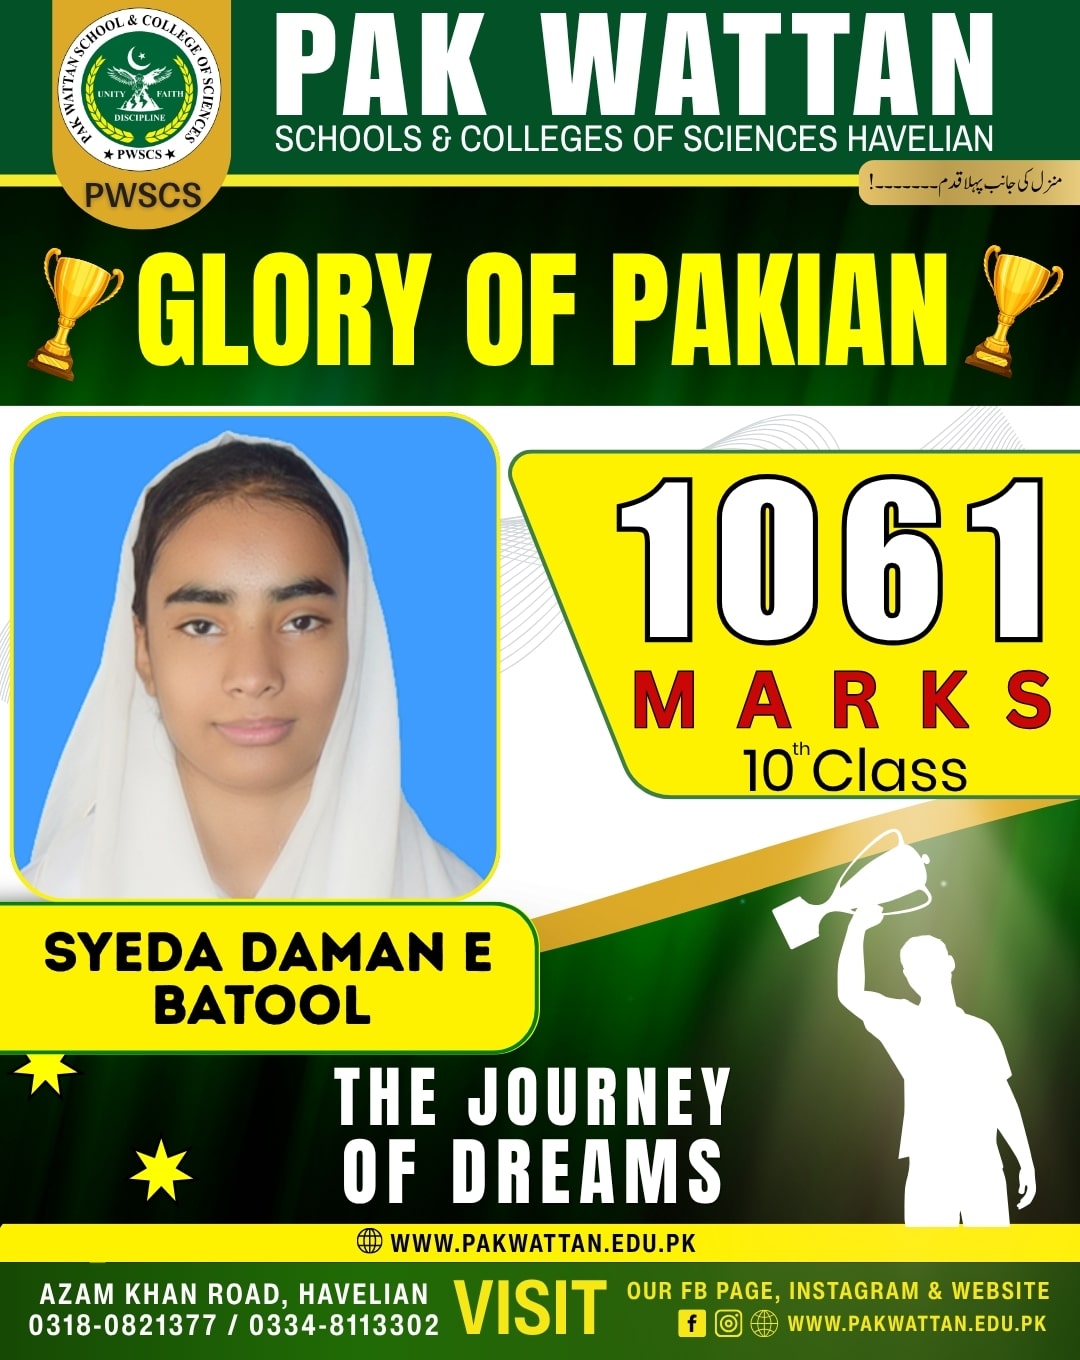 PAK WATTAN SCHOOL & COLLEGE OF SCIENCES
UNITY FAITH
DISCIPLINE
★ PWSCS ★
PWSCS
PAK WATTAN
SCHOOLS & COLLEGES OF SCIENCES HAVELIAN
منزل کی جانب پہلا قدم-------!
GLORY OF PAKIAN
1061
MARKS
10th Class
SYEDA DAMAN E
BATOOL
THE JOURNEY
OF DREAMS
WWW.PAKWATTAN.EDU.PK
AZAM KHAN ROAD, HAVELIAN
0318-0821377 / 0334-8113302
VISIT
OUR FB PAGE, INSTAGRAM & WEBSITE
WWW.PAKWATTAN.EDU.PK